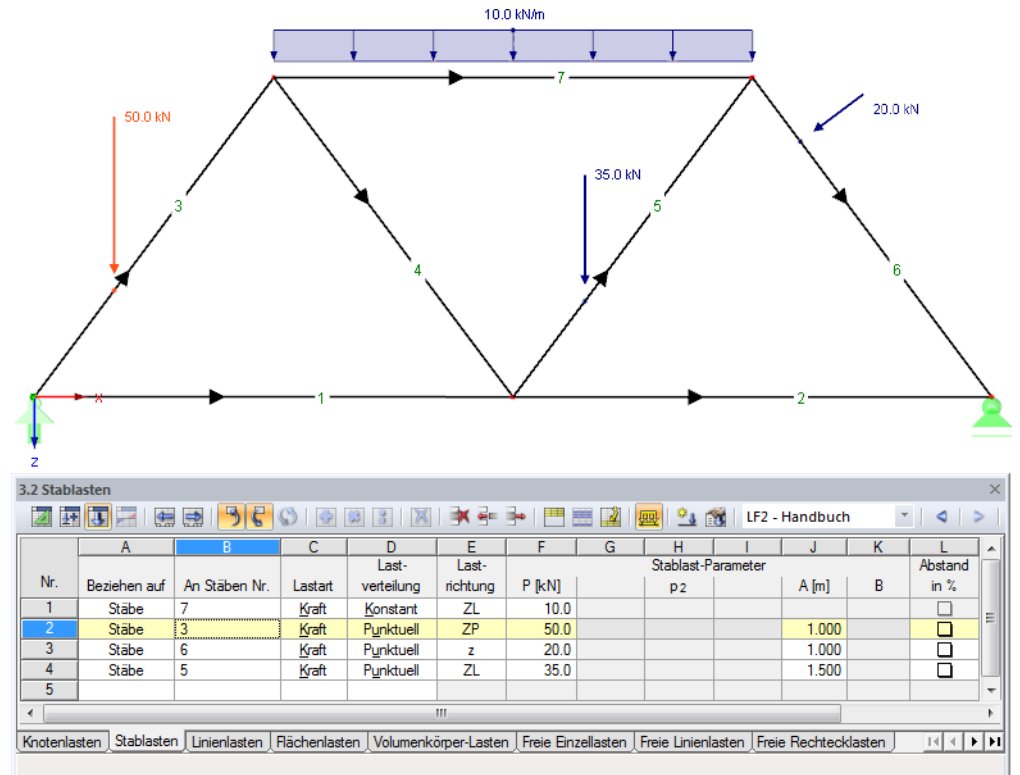 10.0 kN/m
7
50.0 kN
20.0 kN
35.0 kN
3
5
4
6
X
1
2
Z
3.2 Stablasten
LF2 - Handbuch
A B C D E F G H I J K L
Nr. Beziehen auf An Stäben Nr. Lastart Last-verteilung Last-richtung Stablast-Parameter Abstand in %
P [kN] p 2 A [m] B
1 Stäbe 7 Kraft Konstant ZL 10.0
2 Stäbe 3 Kraft Punktuell ZP 50.0 1.000
3 Stäbe 6 Kraft Punktuell z 20.0 1.000
4 Stäbe 5 Kraft Punktuell ZL 35.0 1.500
5
Knotenlasten Stablasten Linienlasten Flächenlasten Volumenkörper-Lasten Freie Einzellasten Freie Linienlasten Freie Rechtecklasten